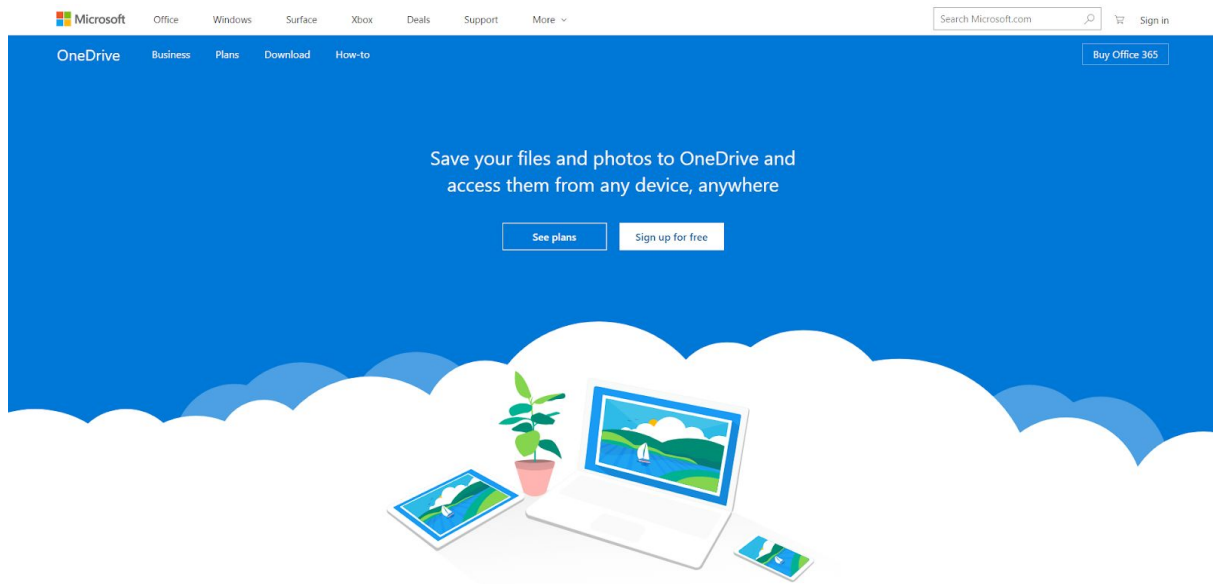 Microsoft Office Windows Surface Xbox Deals Support More Search Microsoft.com Sign in
OneDrive Business Plans Download How-to Buy Office 365
Save your files and photos to OneDrive and
access them from any device, anywhere
See plans Sign up for free